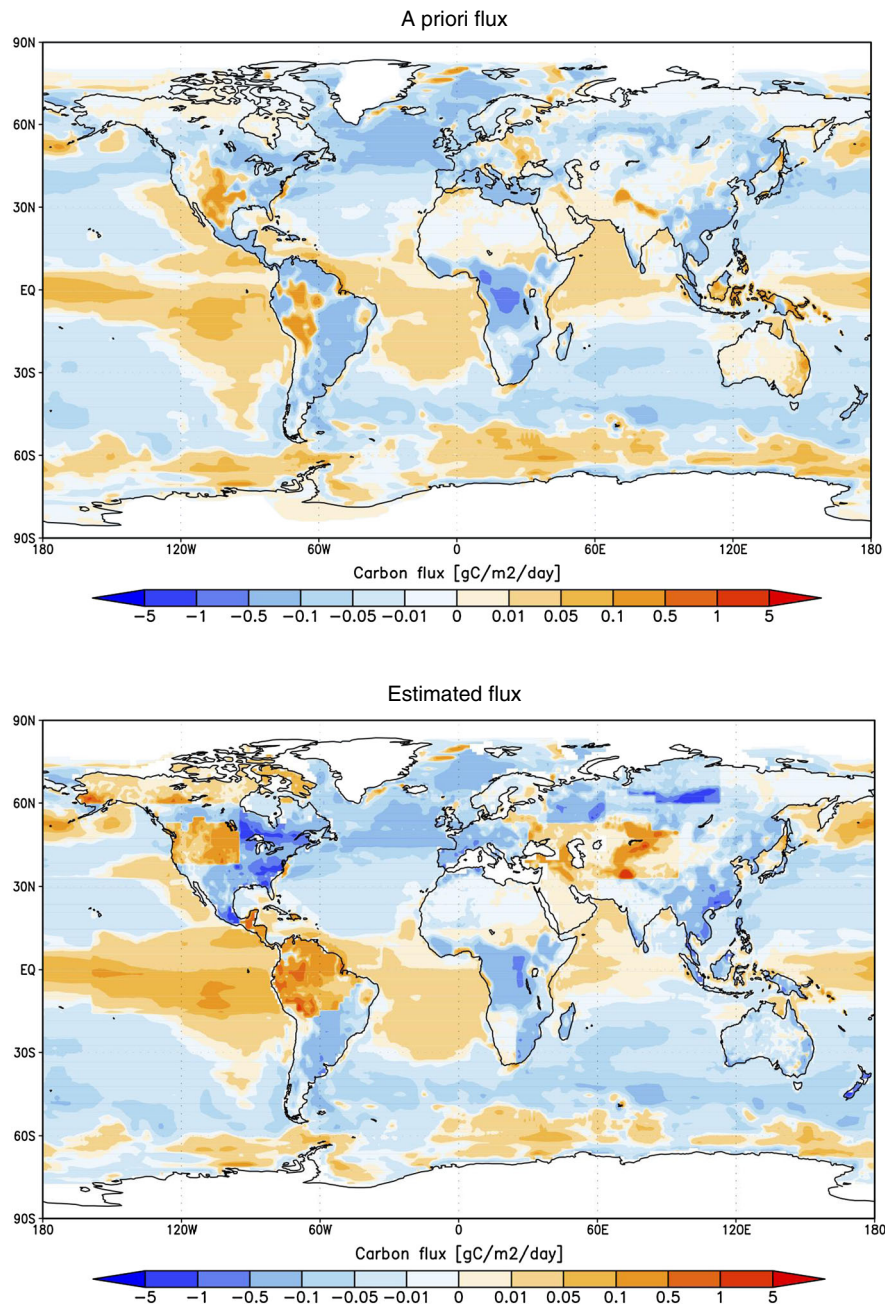 A priori flux
90N
60N
30N
EQ
30S
60S
90S
180 120W 60W 0 60E 120E 180
Carbon flux [gC/m2/day]
−5 −1 −0.5 −0.1 −0.05 −0.01 0 0.01 0.05 0.1 0.5 1 5
Estimated flux
90N
60N
30N
EQ
30S
60S
90S
180 120W 60W 0 60E 120E 180
Carbon flux [gC/m2/day]
−5 −1 −0.5 −0.1 −0.05 −0.01 0 0.01 0.05 0.1 0.5 1 5